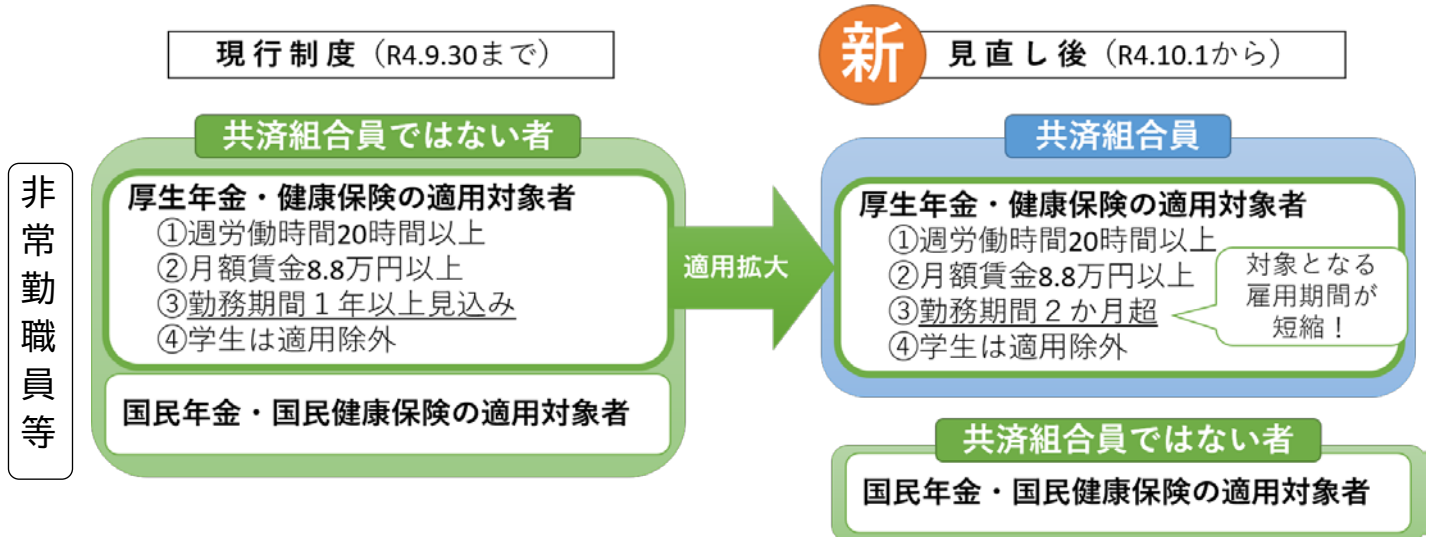 現行制度（R4.9.30まで）
新
見直し後（R4.10.1から）
非常勤職員等
共済組合員ではない者
厚生年金・健康保険の適用対象者
①週労働時間20時間以上
②月額賃金8.8万円以上
③勤務期間１年以上見込み
④学生は適用除外
国民年金・国民健康保険の適用対象者
適用拡大
共済組合員
厚生年金・健康保険の適用対象者
①週労働時間20時間以上
②月額賃金8.8万円以上
③勤務期間２か月超
④学生は適用除外
対象となる
雇用期間が
短縮！
共済組合員ではない者
国民年金・国民健康保険の適用対象者